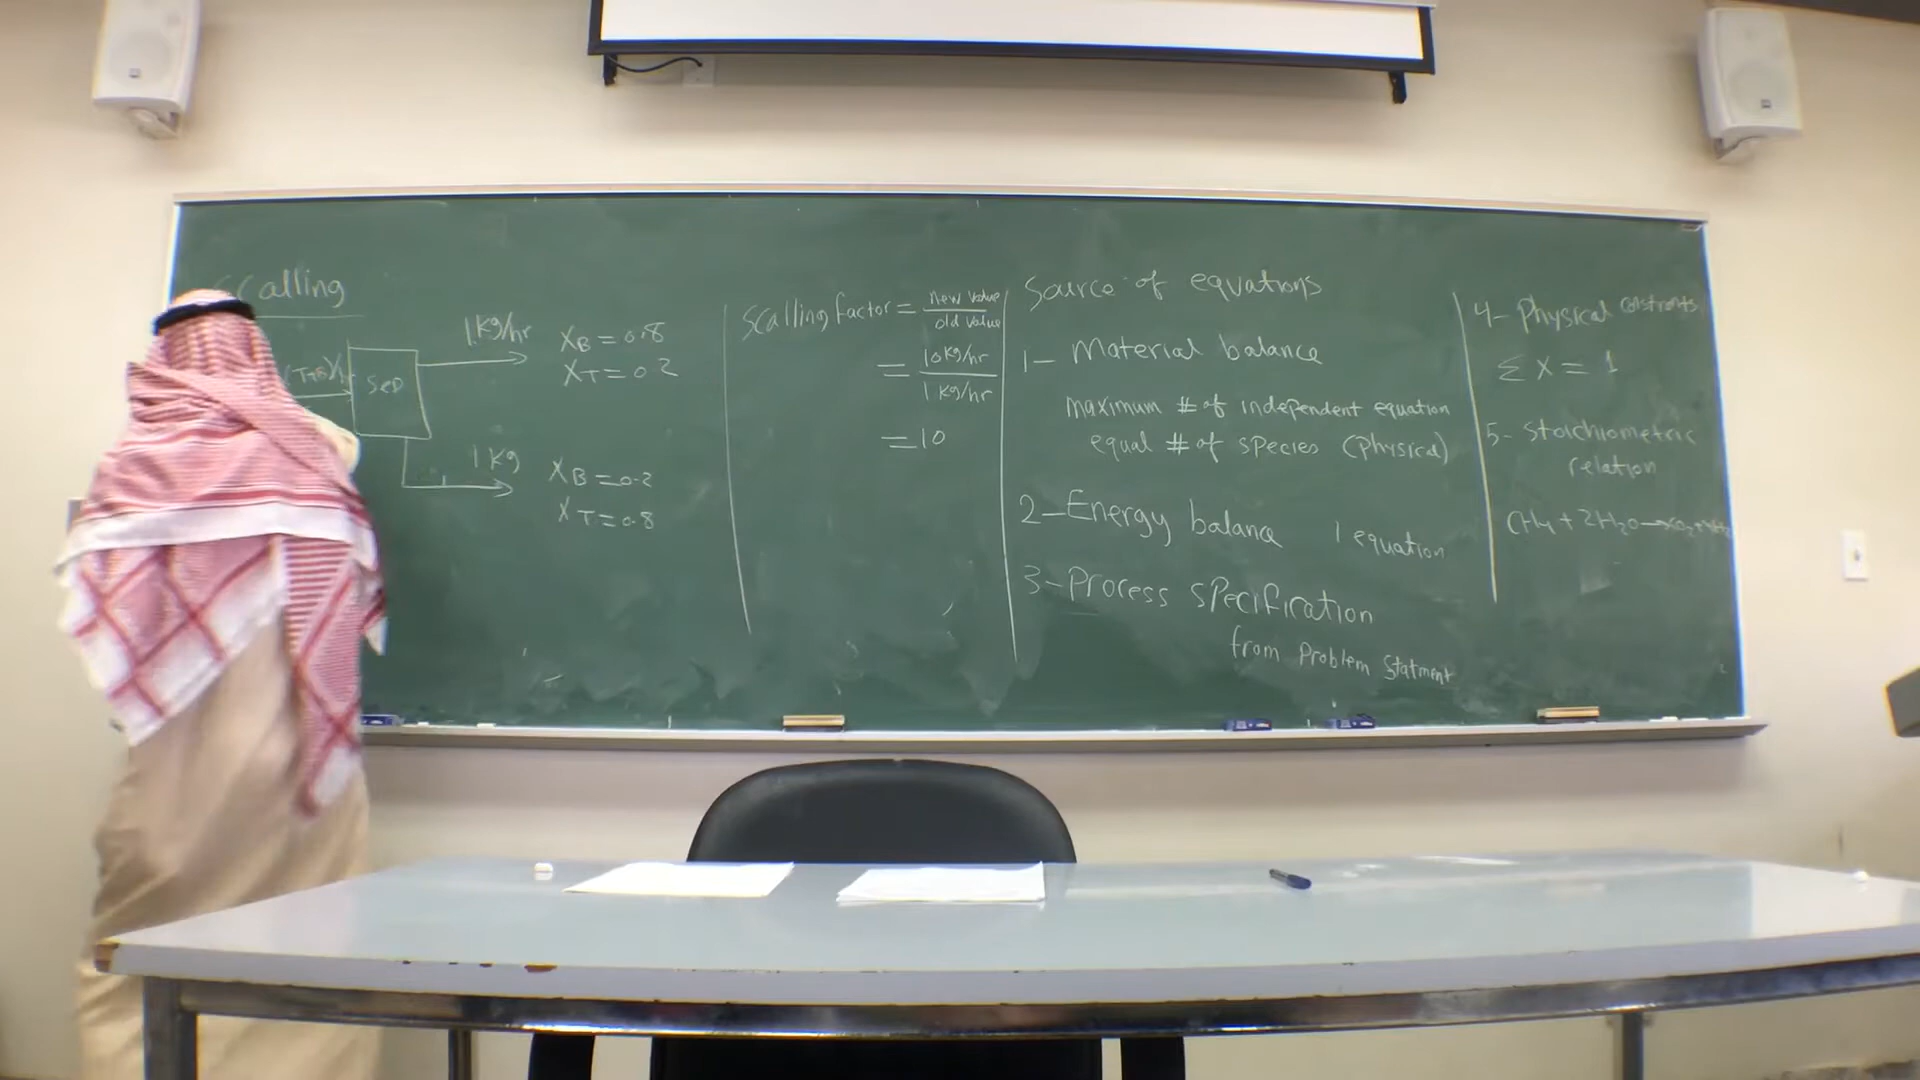 Scalling
Sep
1 Kg/hr
XB = 0.8
XT = 0.2
1 Kg
XB = 0.2
XT = 0.8
Scalling factor = new value
old value
= 10 kg/hr
1 kg/hr
= 10
Source of equations
1- Material balance
maximum # of independent equation
equal # of species (physical)
2- Energy balance 1 equation
3- Process specification
from problem statment
4- Physical
Σ X = 1
5- Stoichiometric
relation
CH4 + 2H2O